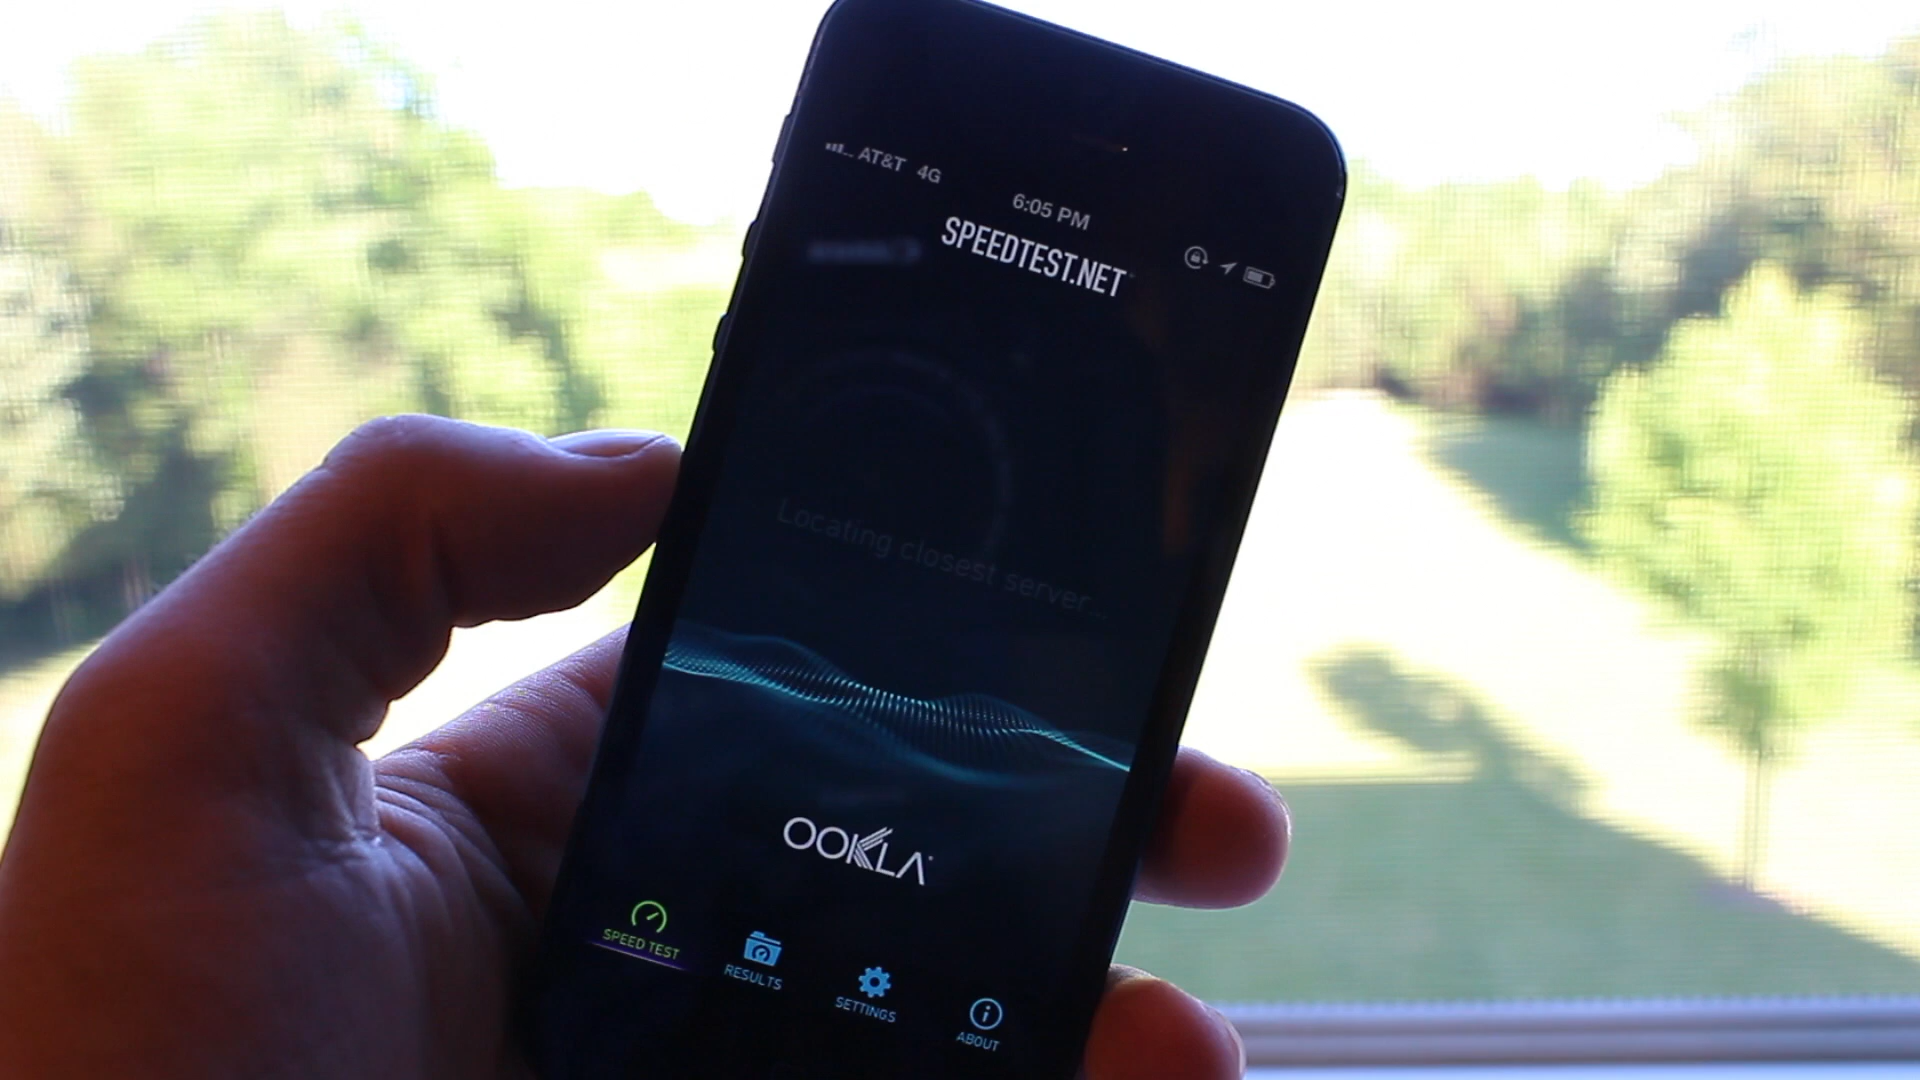 AT&T 4G
6:05 PM
SPEEDTEST.NET
Locating closest server...
OOKLA
SPEED TEST
RESULTS
SETTINGS
ABOUT